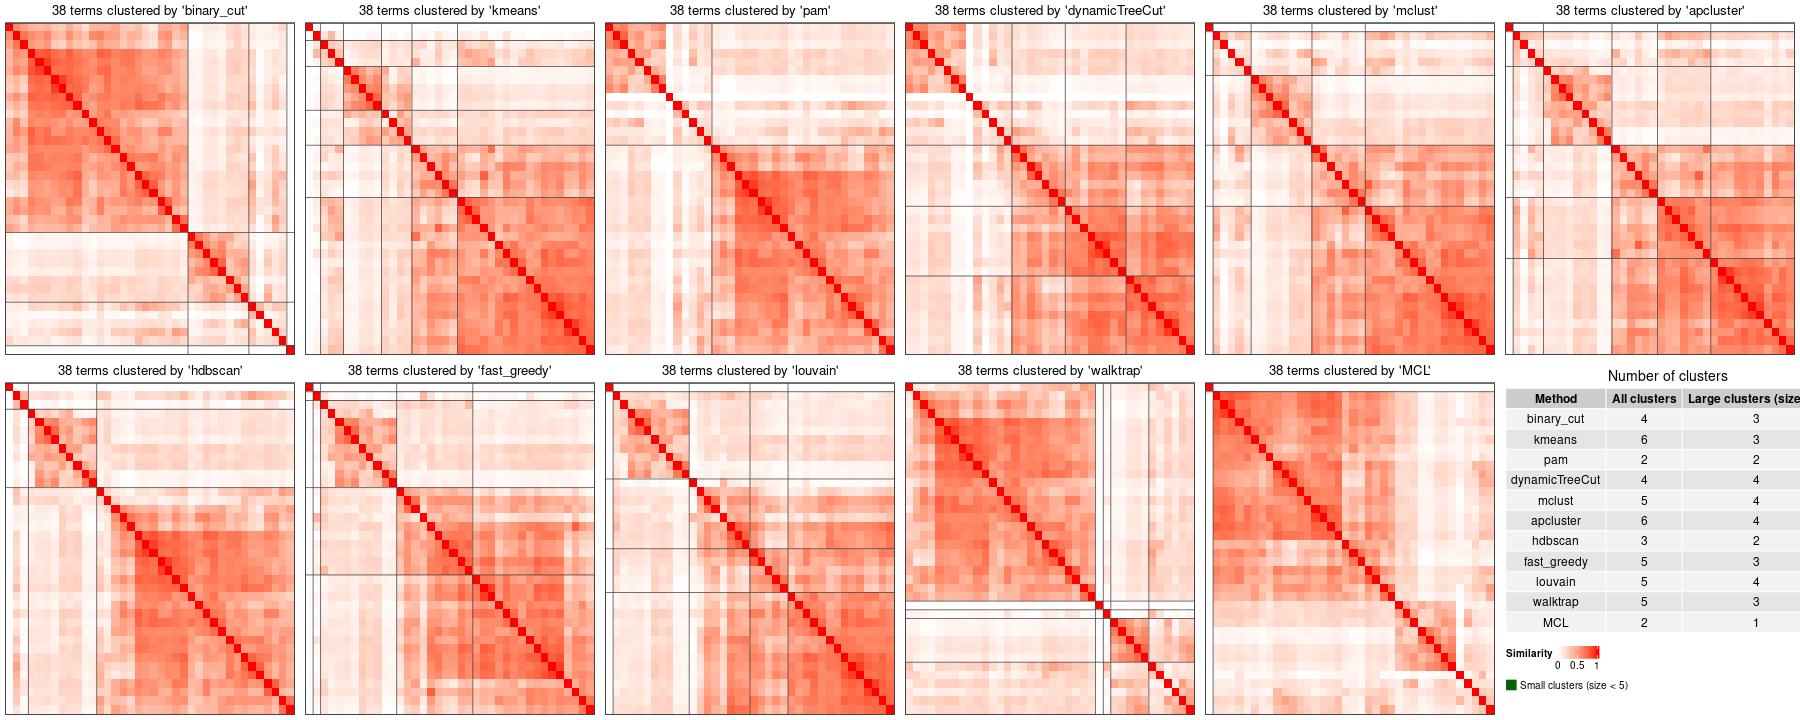 38 terms clustered by 'binary_cut'
38 terms clustered by 'kmeans'
38 terms clustered by 'pam'
38 terms clustered by 'dynamicTreeCut'
38 terms clustered by 'mclust'
38 terms clustered by 'apcluster'
38 terms clustered by 'hdbscan'
38 terms clustered by 'fast_greedy'
38 terms clustered by 'louvain'
38 terms clustered by 'walktrap'
38 terms clustered by 'MCL'
Number of clusters
Method All clusters Large clusters (size
binary_cut 4 3
kmeans 6 3
pam 2 2
dynamicTreeCut 4 4
mclust 5 4
apcluster 6 4
hdbscan 3 2
fast_greedy 5 3
louvain 5 4
walktrap 5 3
MCL 2 1
Similarity
0 0.5 1
Small clusters (size < 5)